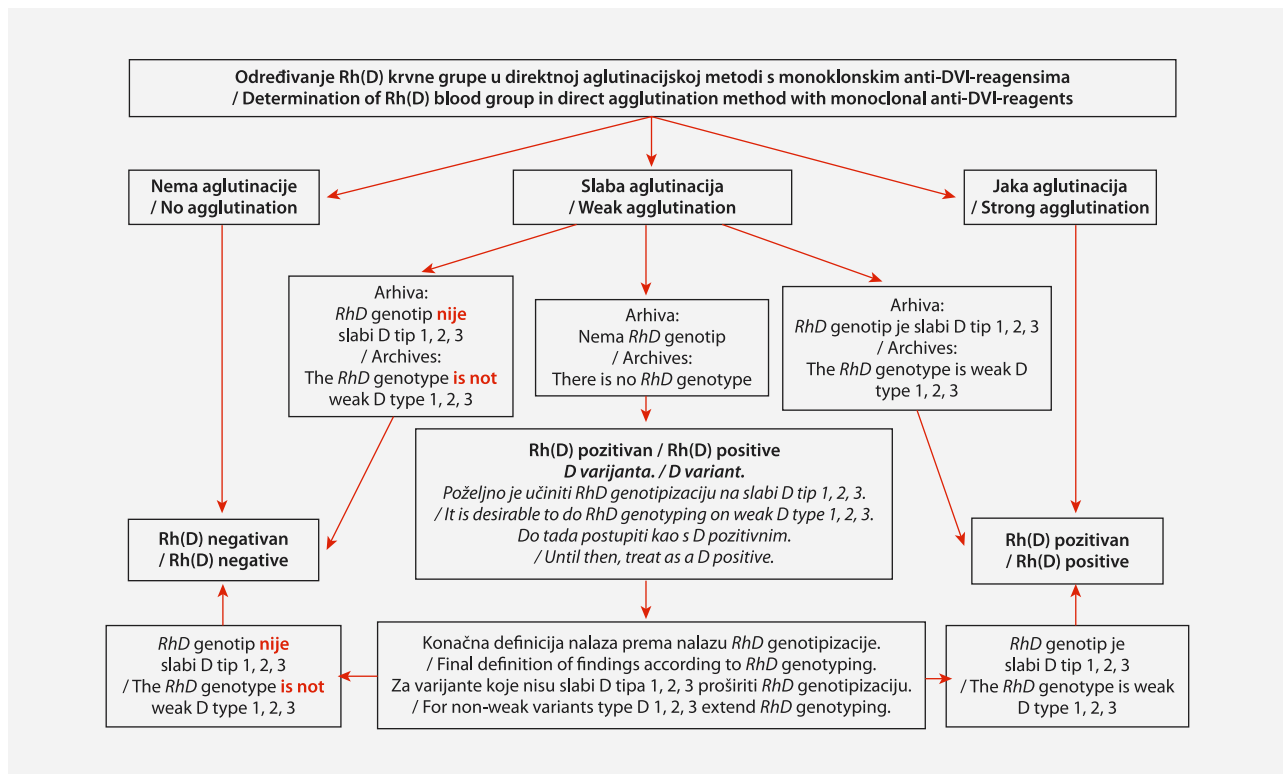 Određivanje Rh(D) krvne grupe u direktnoj aglutinacijskoj metodi s monoklonskim anti-DVI-reagensima
/ Determination of Rh(D) blood group in direct agglutination method with monoclonal anti-DVI-reagents
Nema aglutinacije
/ No agglutination
Slaba aglutinacija
/ Weak agglutination
Jaka aglutinacija
/ Strong agglutination
Arhiva:
RhD genotip nije
slabi D tip 1, 2, 3
/ Archives:
The RhD genotype is not
weak D type 1, 2, 3
Arhiva:
Nema RhD genotip
/ Archives:
There is no RhD genotype
Arhiva:
RhD genotip je slabi D tip 1, 2, 3
/ Archives:
The RhD genotype is weak D
type 1, 2, 3
Rh(D) pozitivan / Rh(D) positive
D varijanta. / D variant.
Poželjno je učiniti RhD genotipizaciju na slabi D tip 1, 2, 3.
/ It is desirable to do RhD genotyping on weak D type 1, 2, 3.
Do tada postupiti kao s D pozitivnim.
/ Until then, treat as a D positive.
Rh(D) negativan
/ Rh(D) negative
Rh(D) pozitivan
/ Rh(D) positive
RhD genotip nije
slabi D tip 1, 2, 3
/ The RhD genotype is not
weak D type 1, 2, 3
Konačna definicija nalaza prema nalazu RhD genotipizacije.
/ Final definition of findings according to RhD genotyping.
Za varijante koje nisu slabi D tipa 1, 2, 3 proširiti RhD genotipizaciju.
/ For non-weak variants type D 1, 2, 3 extend RhD genotyping.
RhD genotip je
slabi D tip 1, 2, 3
/ The RhD genotype is weak
D type 1, 2, 3